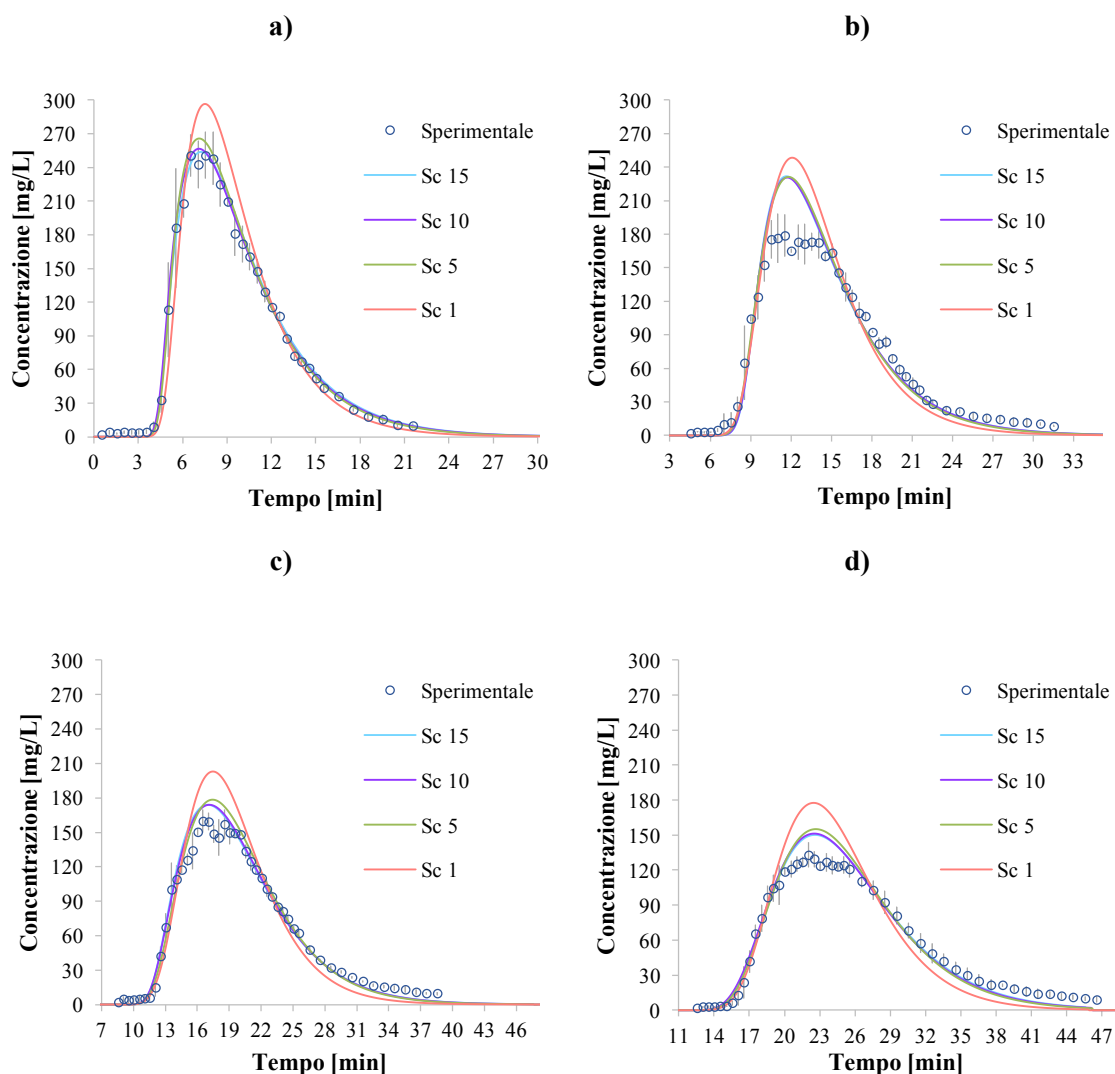 a)
300
270
240
210
180
150
120
90
60
30
0
Concentrazione [mg/L]
0 3 6 9 12 15 18 21 24 27 30
Tempo [min]
Sperimentale
Sc 15
Sc 10
Sc 5
Sc 1
b)
300
270
240
210
180
150
120
90
60
30
0
Concentrazione [mg/L]
3 6 9 12 15 18 21 24 27 30 33
Tempo [min]
Sperimentale
Sc 15
Sc 10
Sc 5
Sc 1
c)
300
270
240
210
180
150
120
90
60
30
0
Concentrazione [mg/L]
7 10 13 16 19 22 25 28 31 34 37 40 43 46
Tempo [min]
Sperimentale
Sc 15
Sc 10
Sc 5
Sc 1
d)
300
270
240
210
180
150
120
90
60
30
0
Concentrazione [mg/L]
11 14 17 20 23 26 29 32 35 38 41 44 47
Tempo [min]
Sperimentale
Sc 15
Sc 10
Sc 5
Sc 1